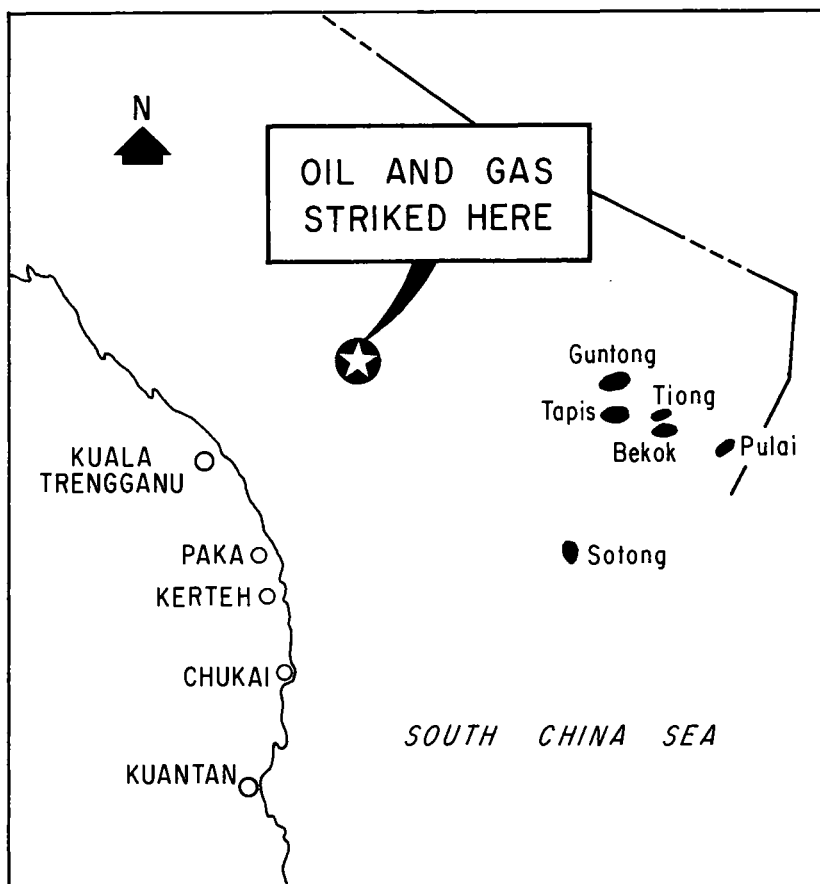 N
OIL AND GAS
STRIKED HERE
Guntong
Tiong
Tapis
Bekok
Pulai
KUALA
TRENGGANU
PAKA
Sotong
KERTEH
CHUKAI
SOUTH CHINA SEA
KUANTAN